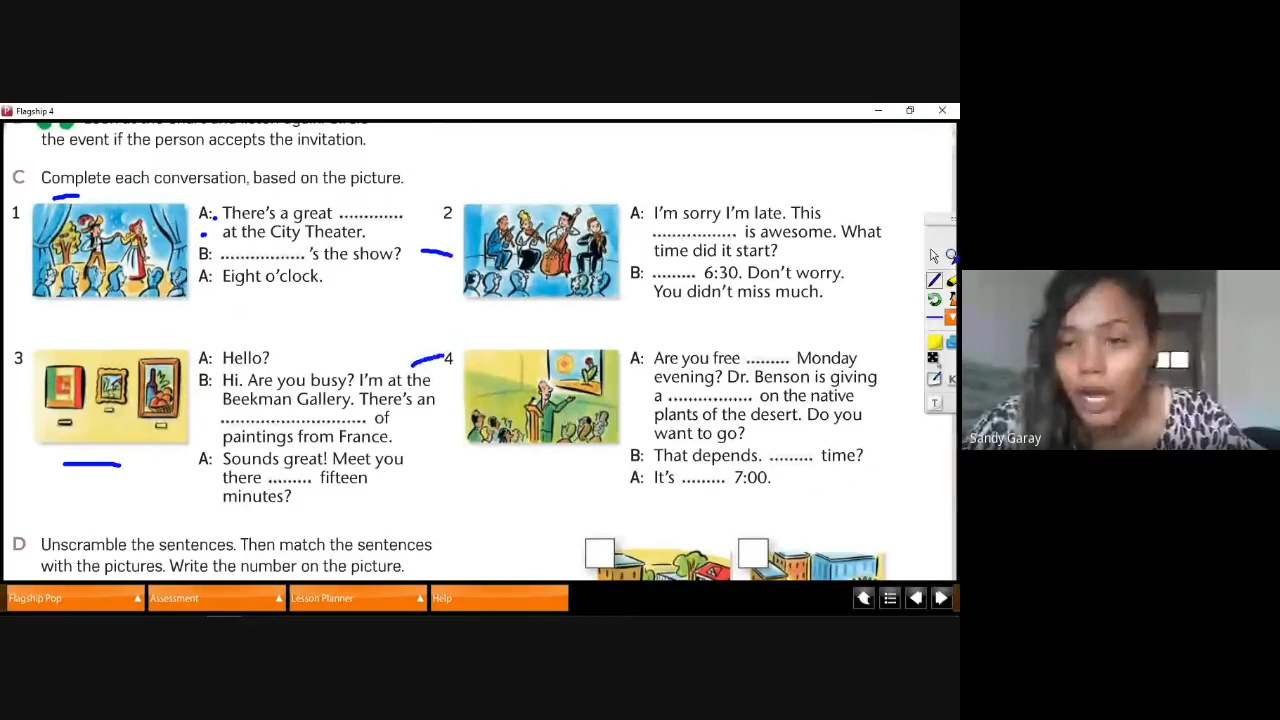 Flagship 4
the event if the person accepts the invitation.
C Complete each conversation, based on the picture.
1
A: There's a great .............
at the City Theater.
B: ................. 's the show?
A: Eight o'clock.
2
A: I'm sorry I'm late. This
................. is awesome. What
time did it start?
B: ......... 6:30. Don't worry.
You didn't miss much.
3
A: Hello?
B: Hi. Are you busy? I'm at the
Beekman Gallery. There's an
............................. of
paintings from France.
A: Sounds great! Meet you
there ......... fifteen
minutes?
4
A: Are you free ......... Monday
evening? Dr. Benson is giving
a ................. on the native
plants of the desert. Do you
want to go?
B: That depends. ......... time?
A: It's ......... 7:00.
D Unscramble the sentences. Then match the sentences
with the pictures. Write the number on the picture.
Flagship Pop
Assessment
Lesson Planner
Help
Sandy Garay
T
K